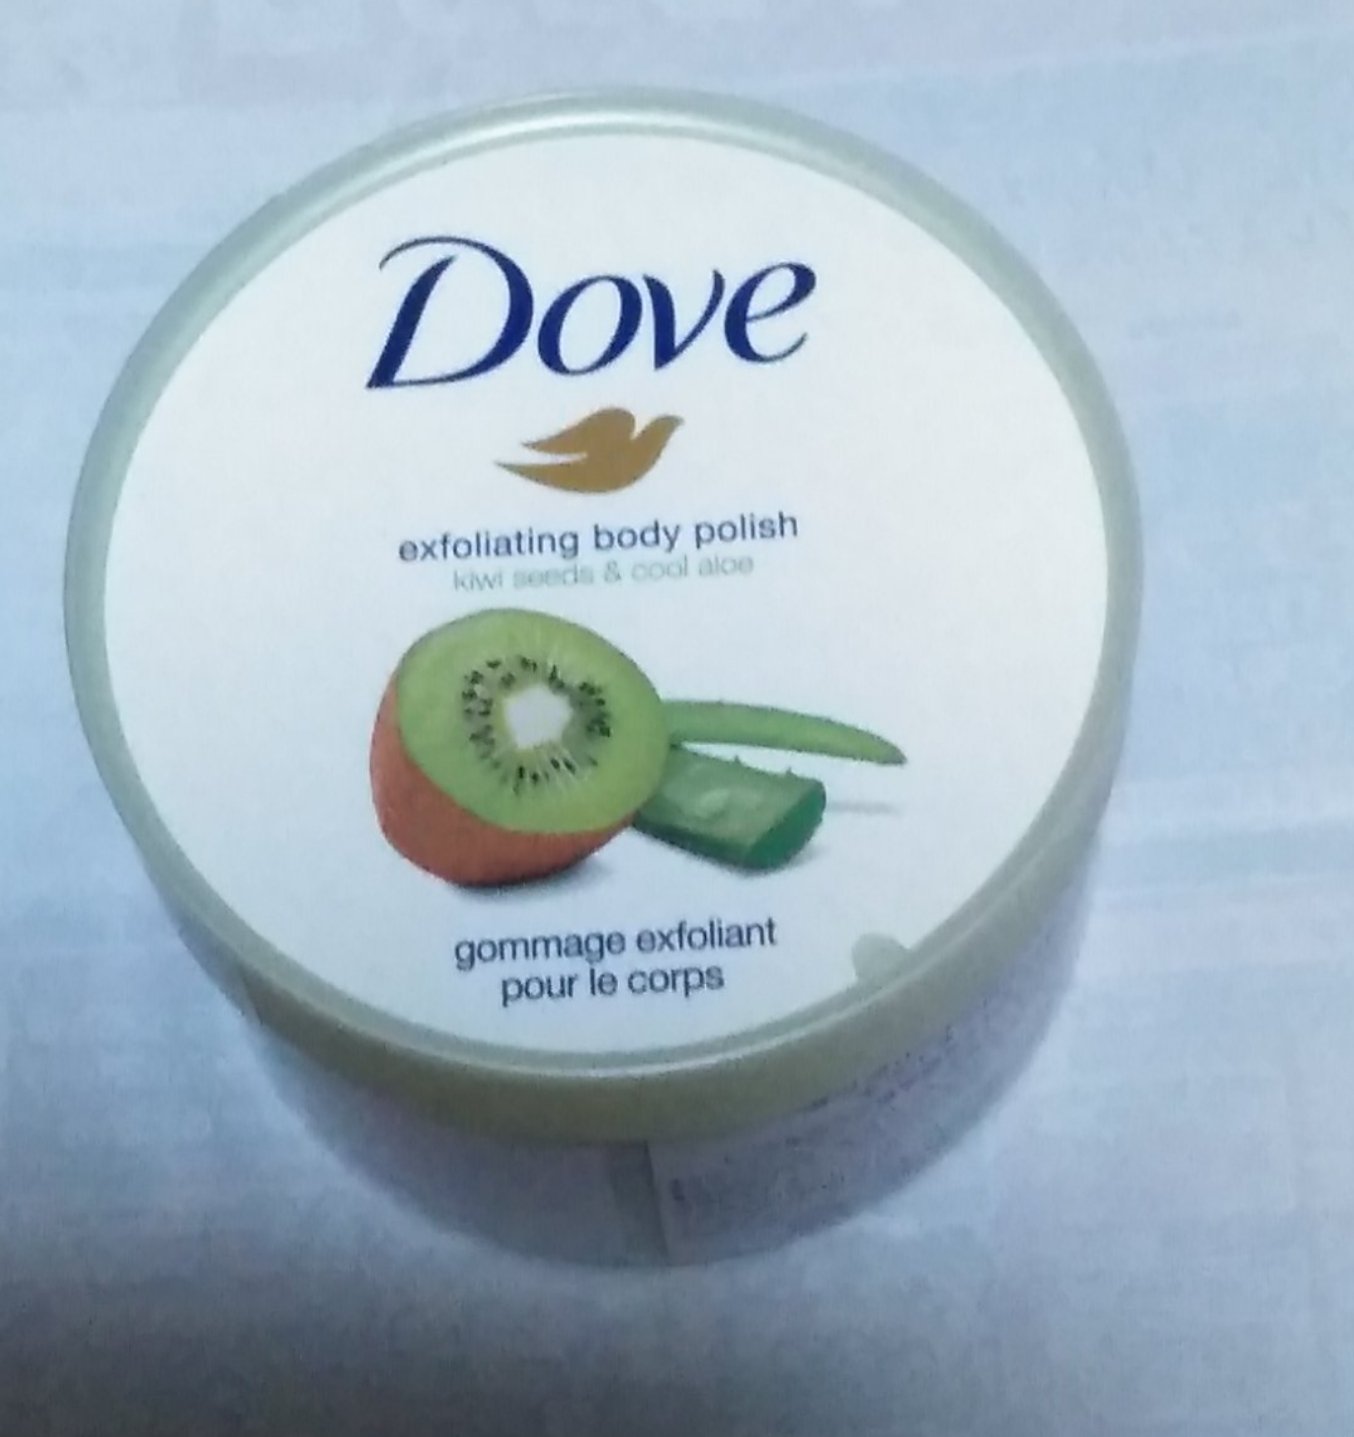 Dove
exfoliating body polish
kiwi seeds & cool aloe
gommage exfoliant
pour le corps